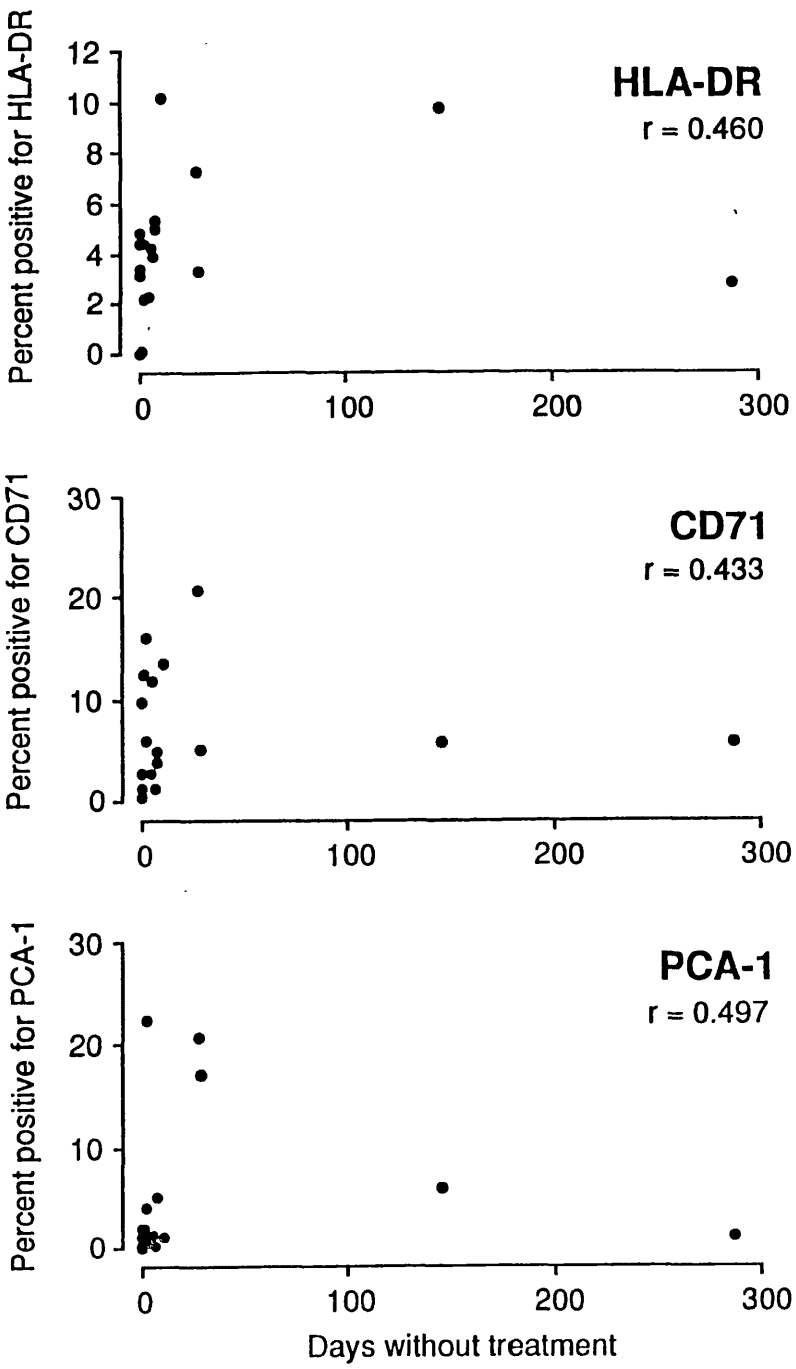 Percent positive for HLA-DR
12
10
8
6
4
2
0
HLA-DR
r = 0.460
0 100 200 300
Percent positive for CD71
30
20
10
0
CD71
r = 0.433
0 100 200 300
Percent positive for PCA-1
30
20
10
0
PCA-1
r = 0.497
0 100 200 300
Days without treatment